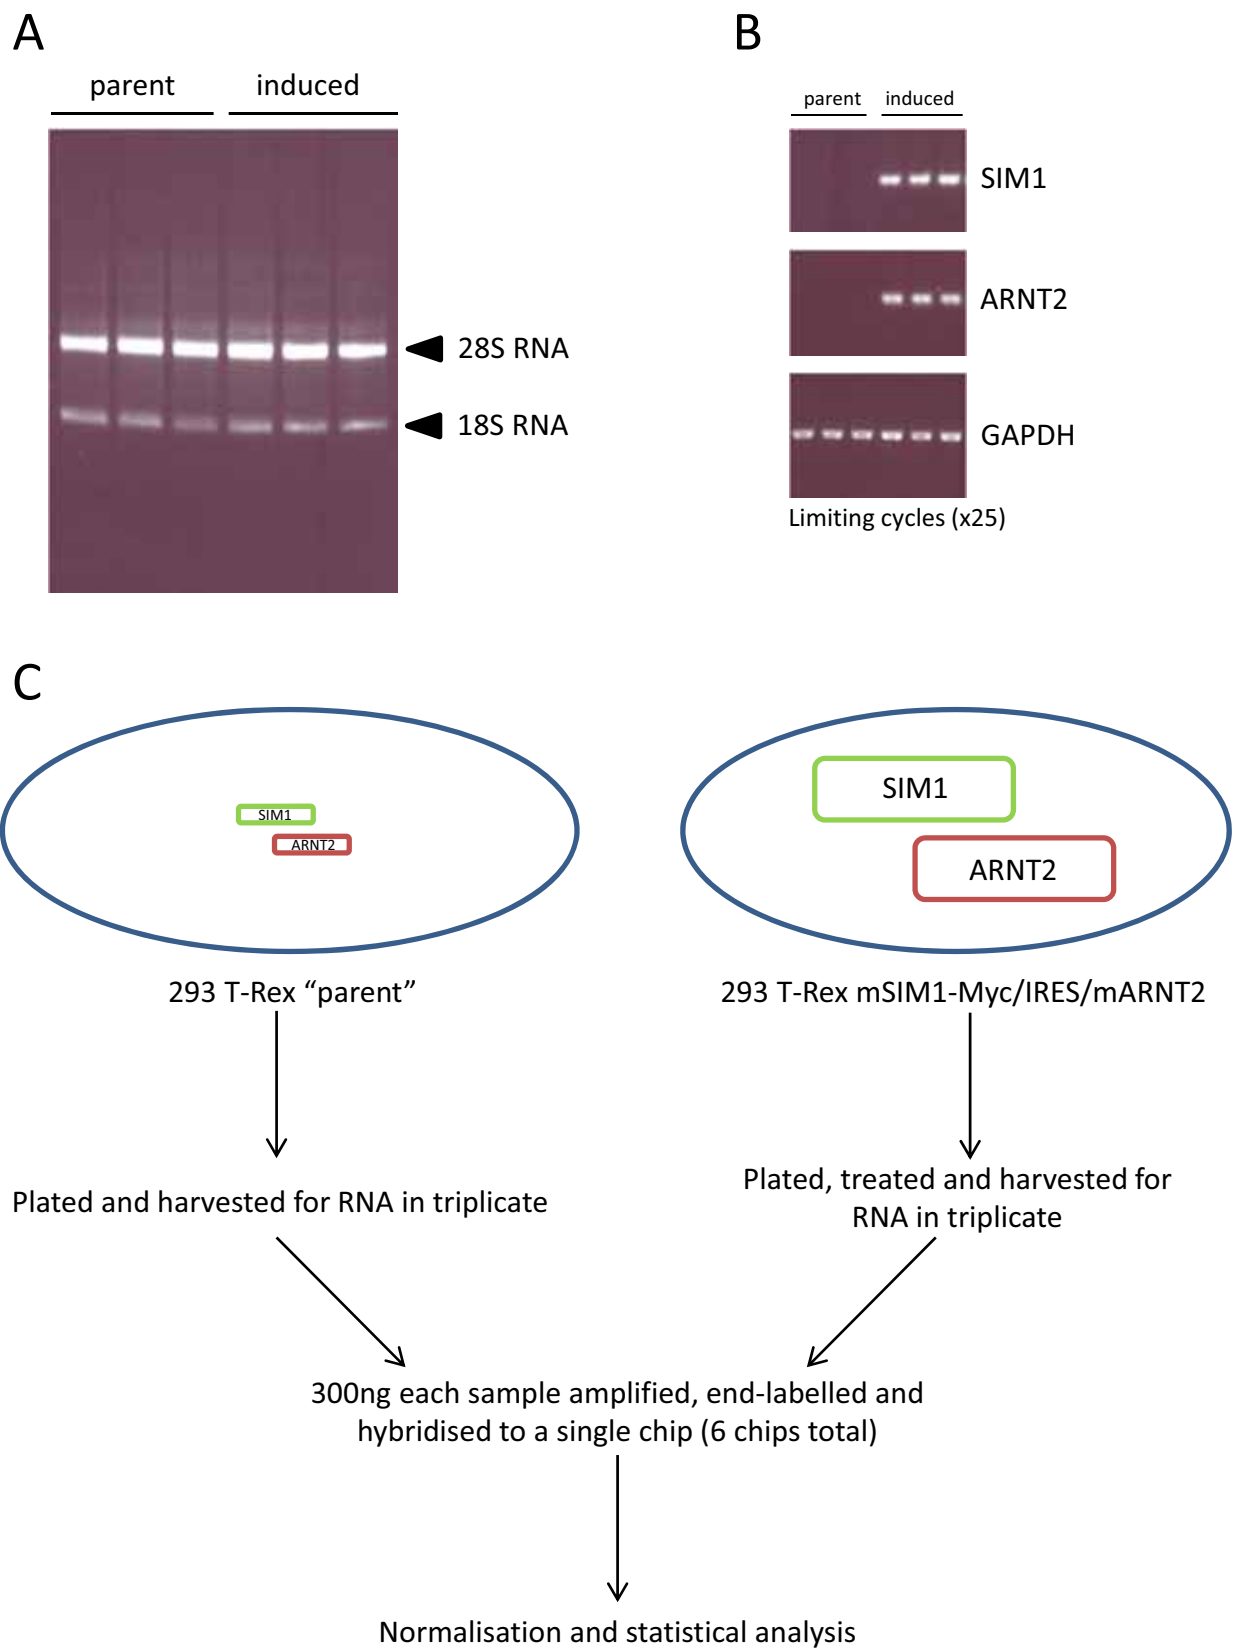 A
parent
induced
28S RNA
18S RNA
B
parent
induced
SIM1
ARNT2
GAPDH
Limiting cycles (x25)
C
SIM1
ARNT2
SIM1
ARNT2
293 T-Rex “parent”
293 T-Rex mSIM1-Myc/IRES/mARNT2
Plated and harvested for RNA in triplicate
Plated, treated and harvested for
RNA in triplicate
300ng each sample amplified, end-labelled and
hybridised to a single chip (6 chips total)
Normalisation and statistical analysis